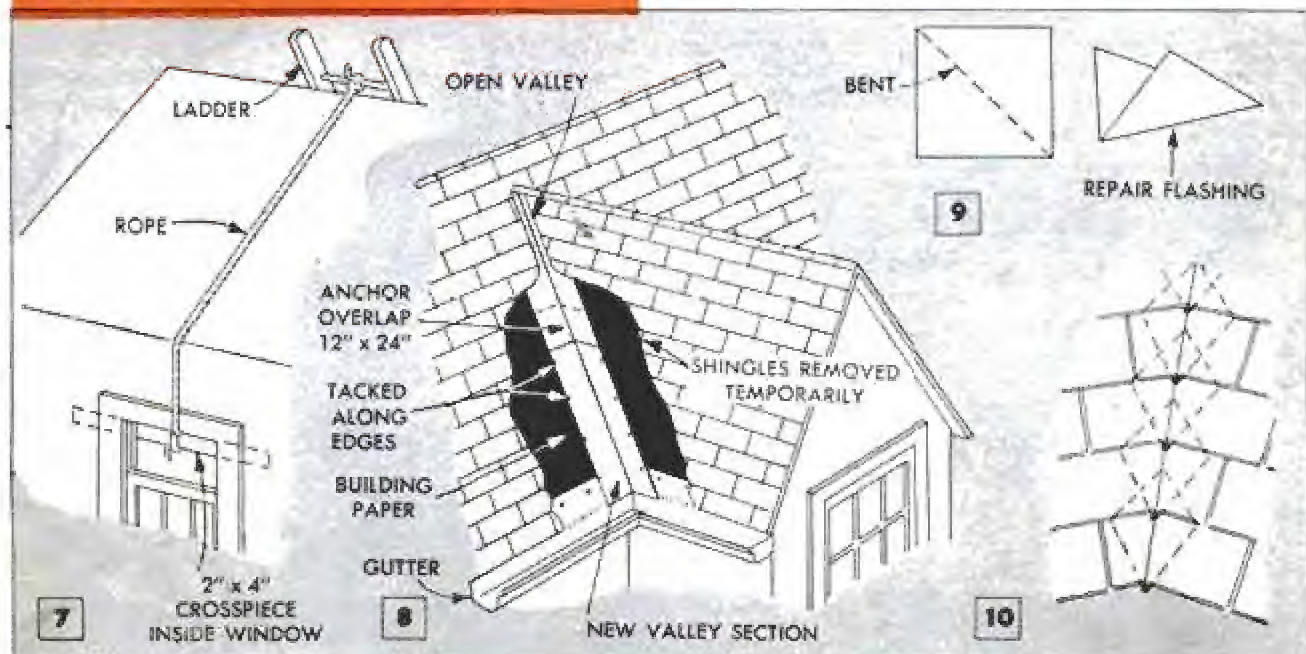 LADDER
ROPE
2" x 4"
CROSSPIECE
INSIDE WINDOW
7
OPEN VALLEY
ANCHOR
OVERLAP
12" x 24"
TACKED
ALONG
EDGES
BUILDING
PAPER
GUTTER
SHINGLES REMOVED
TEMPORARILY
NEW VALLEY SECTION
8
BENT
REPAIR FLASHING
9
10